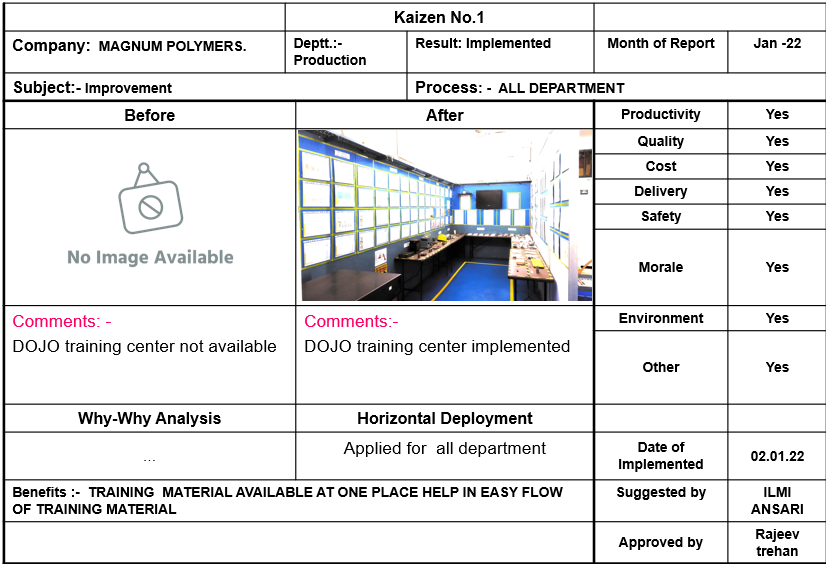 Kaizen No.1
Company: MAGNUM POLYMERS.
Deptt.:-
Production
Result: Implemented
Month of Report
Jan -22
Subject:- Improvement
Process: - ALL DEPARTMENT
Before
After
Productivity
Yes
Quality
Yes
Cost
Yes
Delivery
Yes
Safety
Yes
No Image Available
Morale
Yes
Comments: -
DOJO training center not available
Comments:-
DOJO training center implemented
Environment
Yes
Other
Yes
Why-Why Analysis
Horizontal Deployment
...
Applied for all department
Date of
Implemented
02.01.22
Benefits :- TRAINING MATERIAL AVAILABLE AT ONE PLACE HELP IN EASY FLOW
OF TRAINING MATERIAL
Suggested by
ILMI
ANSARI
Approved by
Rajeev
trehan